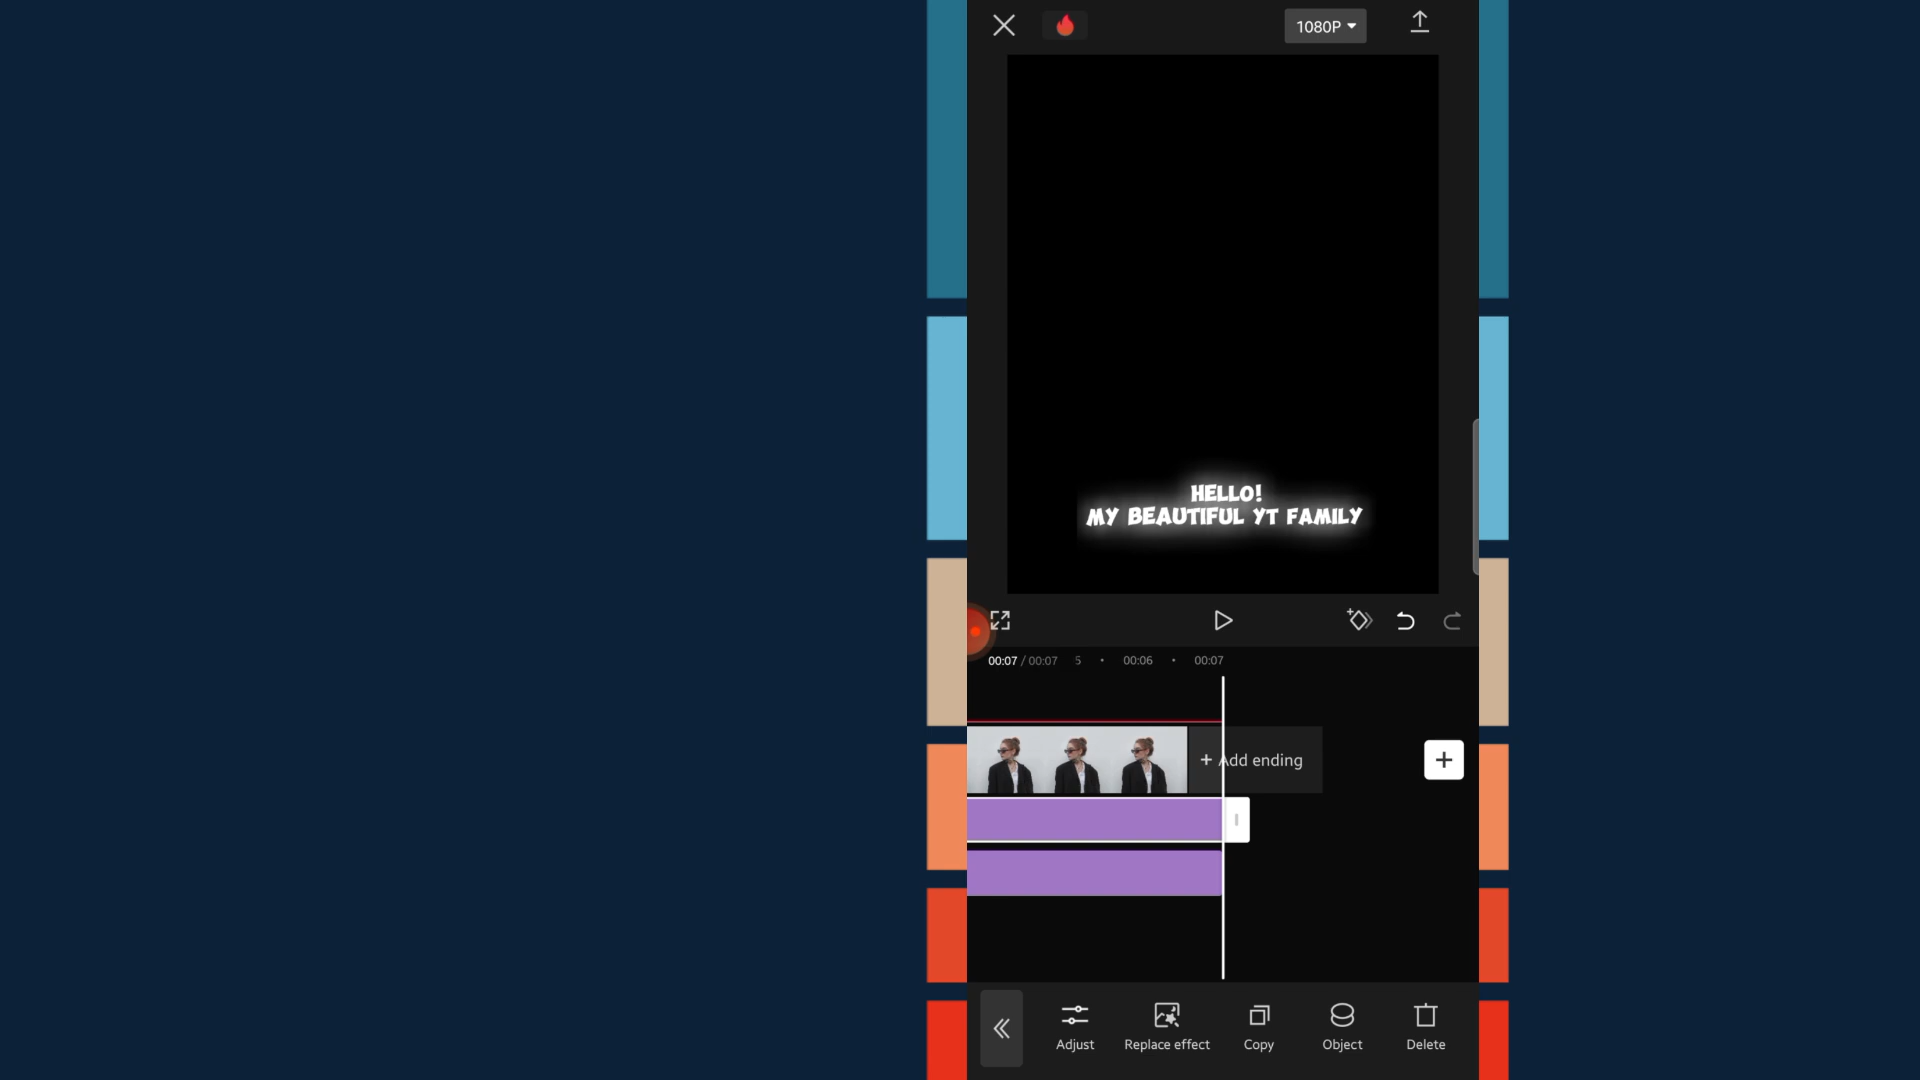 1080P
HELLO!
MY BEAUTIFUL YT FAMILY
00:07 / 00:07 5 00:06 00:07
+ Add ending
Adjust Replace effect Copy Object Delete